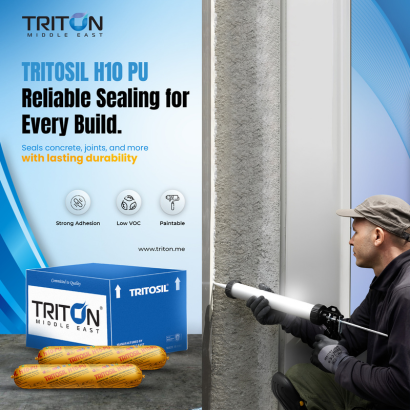 TRITON
MIDDLE EAST
TRITOSIL H10 PU
Reliable Sealing for
Every Build.
Seals concrete, joints, and more
with lasting durability
Strong Adhesion
Low VOC
Paintable
www.triton.me
Committed to Quality
TRITON
MIDDLE EAST
TRITOSIL